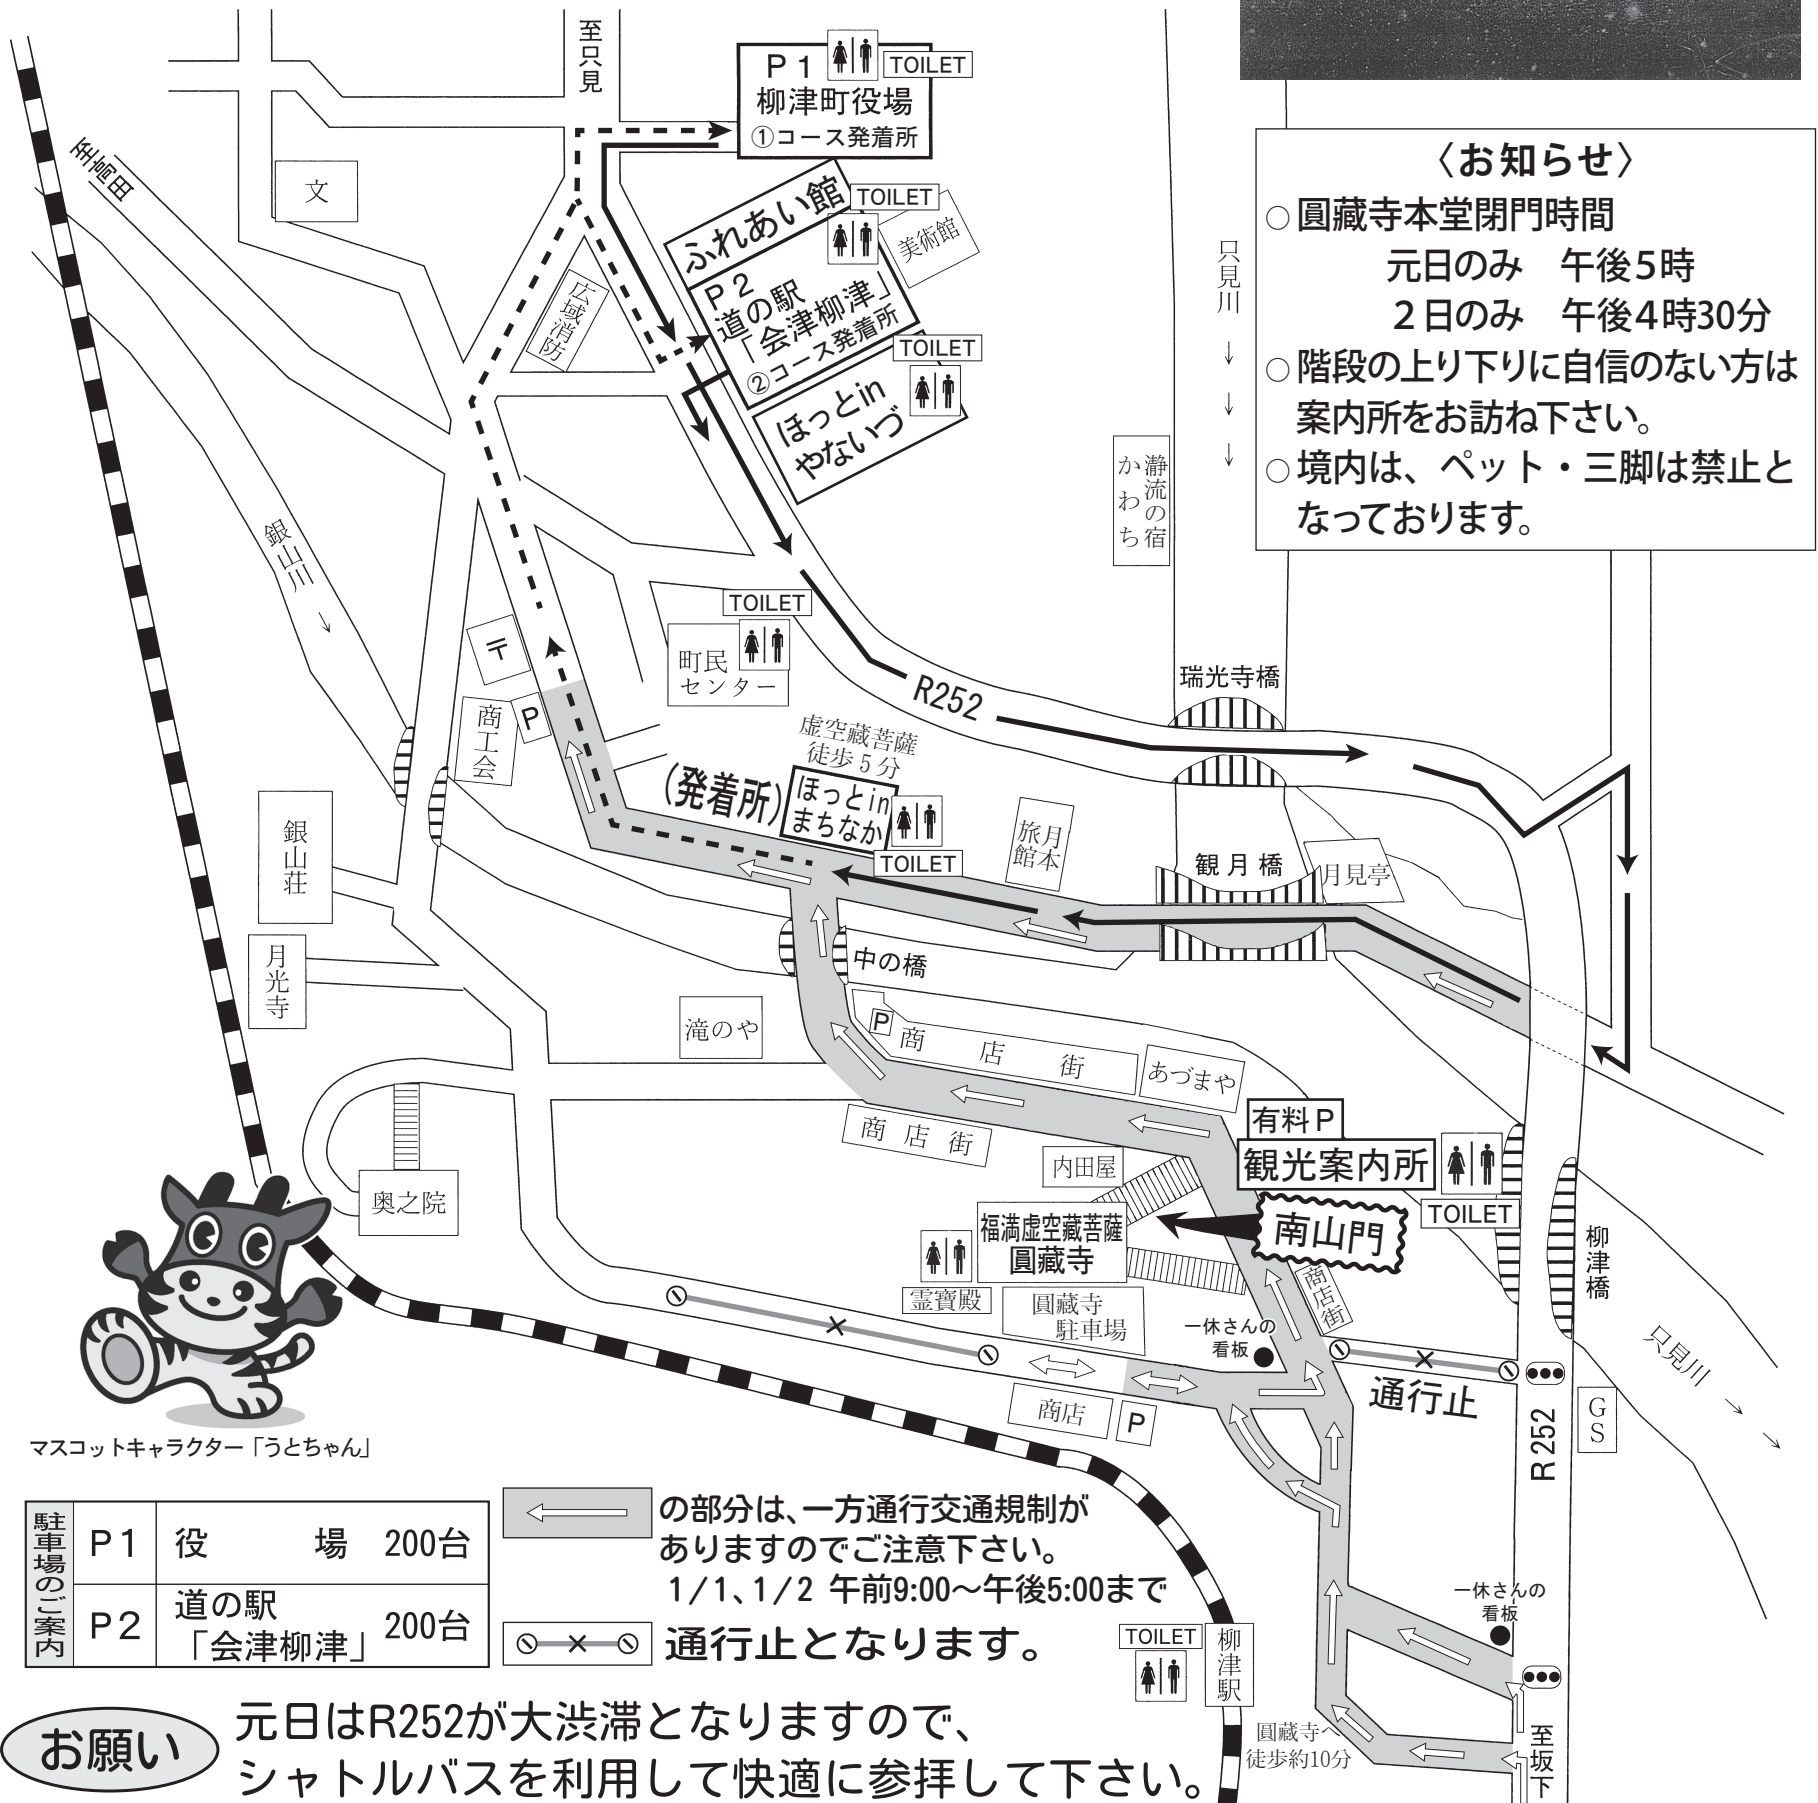 至只見
P1
TOILET
柳津町役場
①コース発着所
至高田
文
ふれあい館
TOILET
美術館
P2
道の駅
「会津柳津」
②コース発着所
広域消防
TOILET
ほっとin
やないづ
〈お知らせ〉
○圓藏寺本堂閉門時間
元日のみ 午後5時
2日のみ 午後4時30分
○階段の上り下りに自信のない方は
案内所をお訪ね下さい。
○境内は、ペット・三脚は禁止と
なっております。
只見川
↓
↓
↓
瀞流の宿
かわち
銀山川
↓
〒
TOILET
町民
センター
P
商工会
R252
瑞光寺橋
虚空藏菩薩
徒歩5分
(発着所)
ほっとin
まちなか
TOILET
旅館
月本
観月橋
月見亭
銀山荘
月光寺
中の橋
滝のや
P
商店街
あづまや
商店街
有料P
観光案内所
TOILET
内田屋
奥之院
福満虚空藏菩薩
圓藏寺
南山門
霊寶殿
圓藏寺
駐車場
商店街
一休さんの
看板
柳津橋
只見川
→
→
通行止
商店
P
GS
R252
マスコットキャラクター「うとちゃん」
駐車場のご案内
P1 役場 200台
P2 道の駅
「会津柳津」 200台
の部分は、一方通行交通規制が
ありますのでご注意下さい。
1/1、1/2 午前9:00～午後5:00まで
通行止となります。
一休さんの
看板
TOILET
柳津駅
圓藏寺へ
徒歩約10分
至坂下
お願い
元日はR252が大渋滞となりますので、
シャトルバスを利用して快適に参拝して下さい。